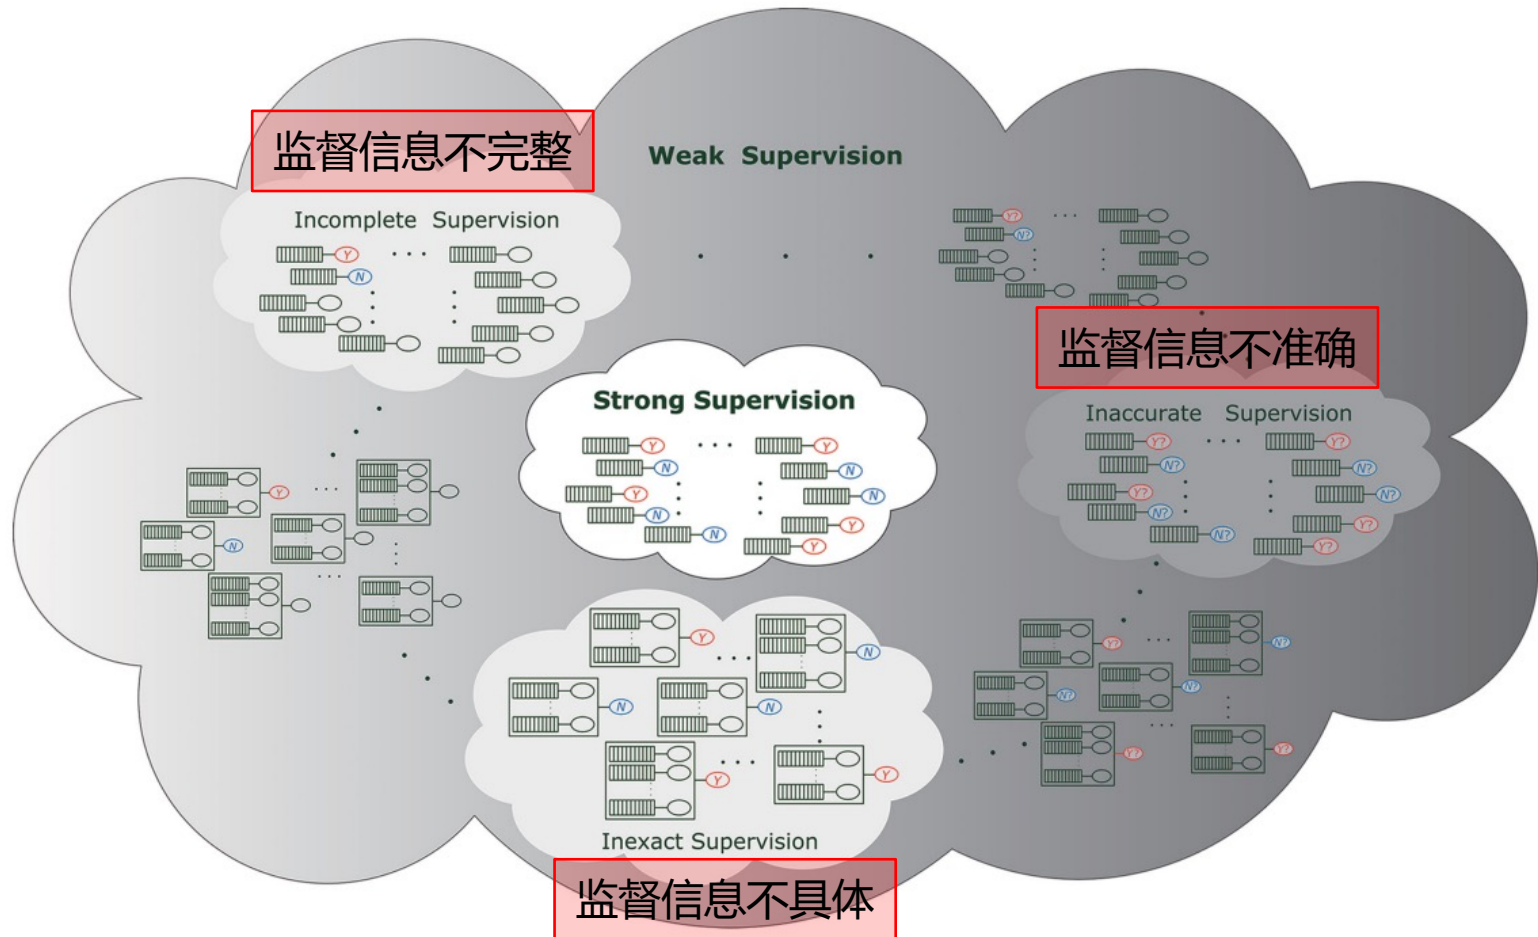 监督信息不完整
Weak Supervision
Incomplete Supervision
Y
N
Y?
N?
监督信息不准确
Strong Supervision
Y
Y
N
N
Y
N
N
Y
N
Y
Inaccurate Supervision
Y?
Y?
N?
N?
Y?
N?
N?
Y?
N?
Y?
Y
N
Y
N
N
N
Y
Y
Y?
N?
N?
N?
Y?
Y?
Inexact Supervision
监督信息不具体